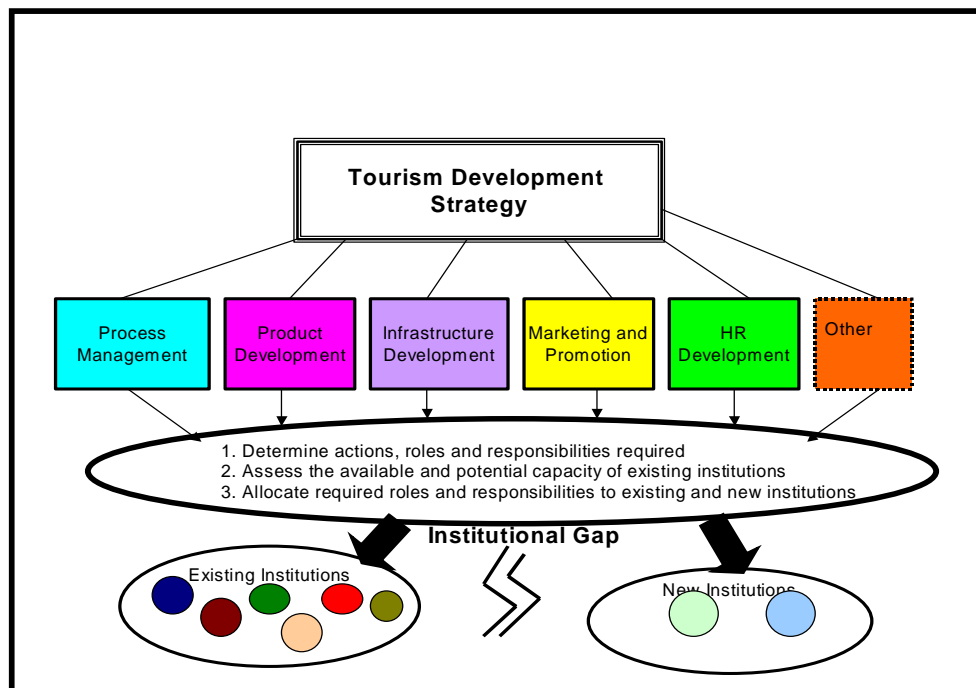 Tourism Development
Strategy
Process
Management
Product
Development
Infrastructure
Development
Marketing and
Promotion
HR
Development
Other
1. Determine actions, roles and responsibilities required
2. Assess the available and potential capacity of existing institutions
3. Allocate required roles and responsibilities to existing and new institutions
Institutional Gap
Existing Institutions
New Institutions